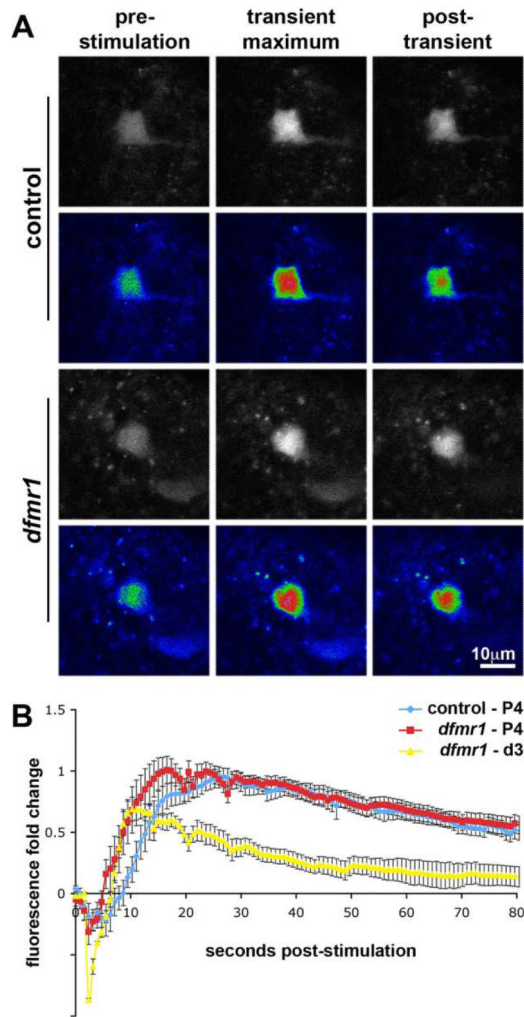 A
pre-
stimulation
transient
maximum
post-
transient
control
dfmr1
10μm
B
control - P4
dfmr1 - P4
dfmr1 - d3
fluorescence fold change
1.5
1
0.5
0
0 10 20 30 40 50 60 70 80
seconds post-stimulation